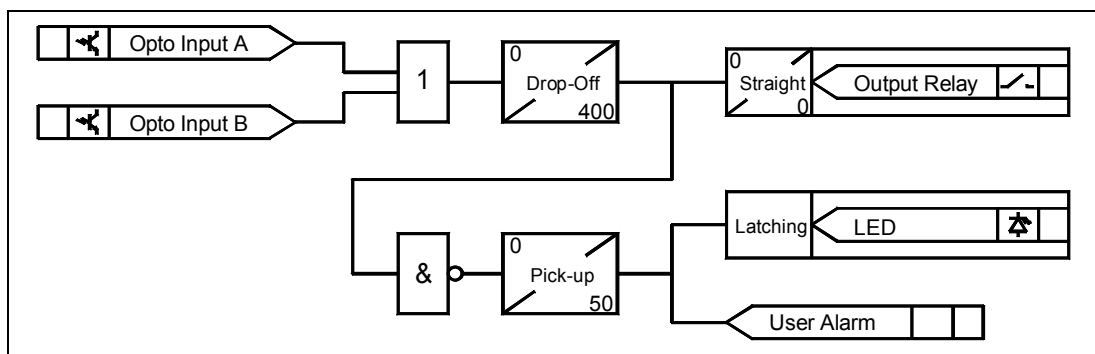 Opto Input A
Opto Input B
1
0
Drop-Off
400
0
Straight
0
Output Relay
&
0
Pick-up
50
Latching
LED
User Alarm